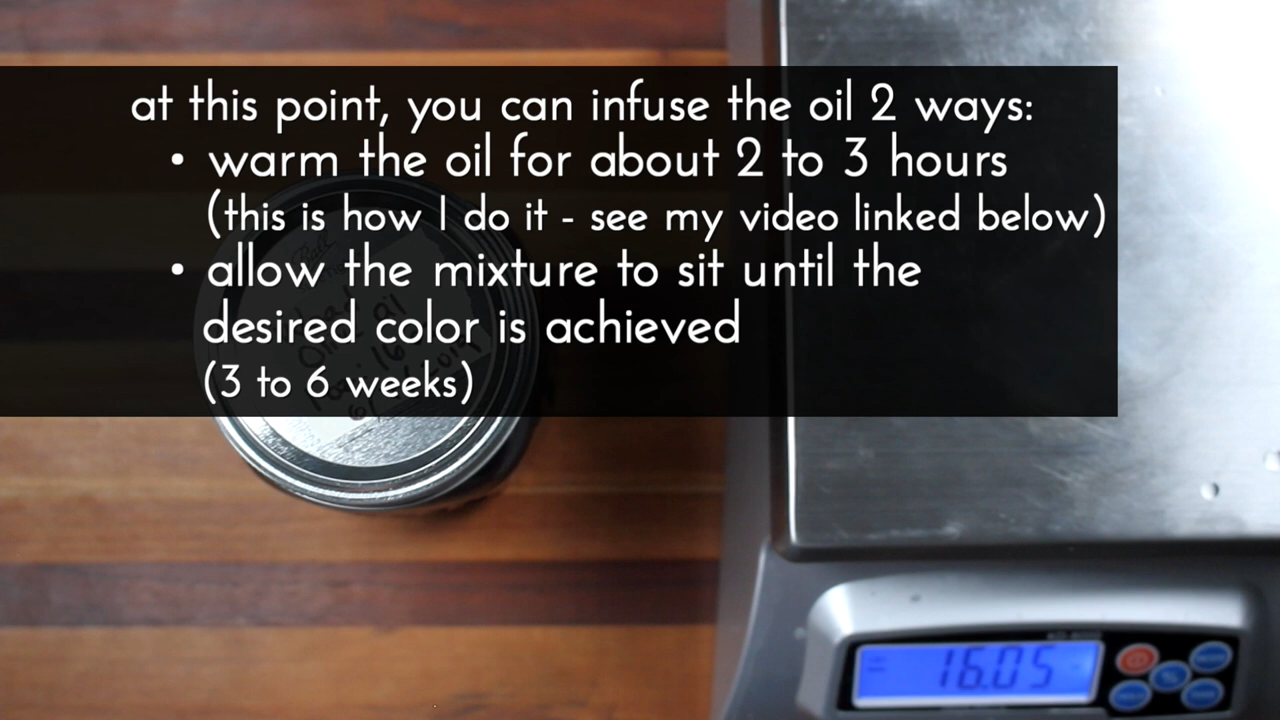 at this point, you can infuse the oil 2 ways:
• warm the oil for about 2 to 3 hours
(this is how I do it - see my video linked below)
• allow the mixture to sit until the
desired color is achieved
(3 to 6 weeks)
16.05